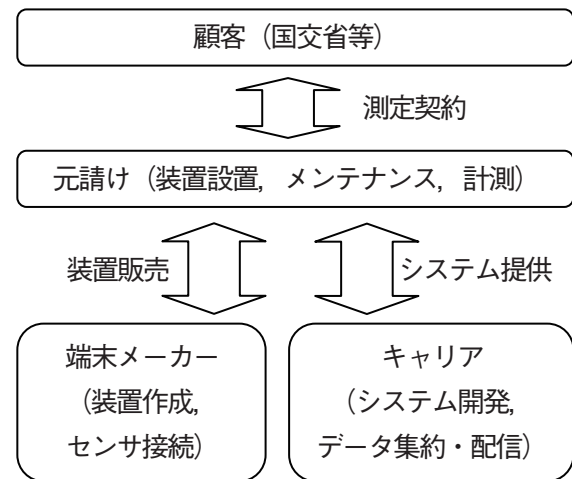 顧客（国交省等）
測定契約
元請け（装置設置，メンテナンス，計測）
装置販売
システム提供
端末メーカー
（装置作成，
センサ接続）
キャリア
（システム開発，
データ集約・配信）